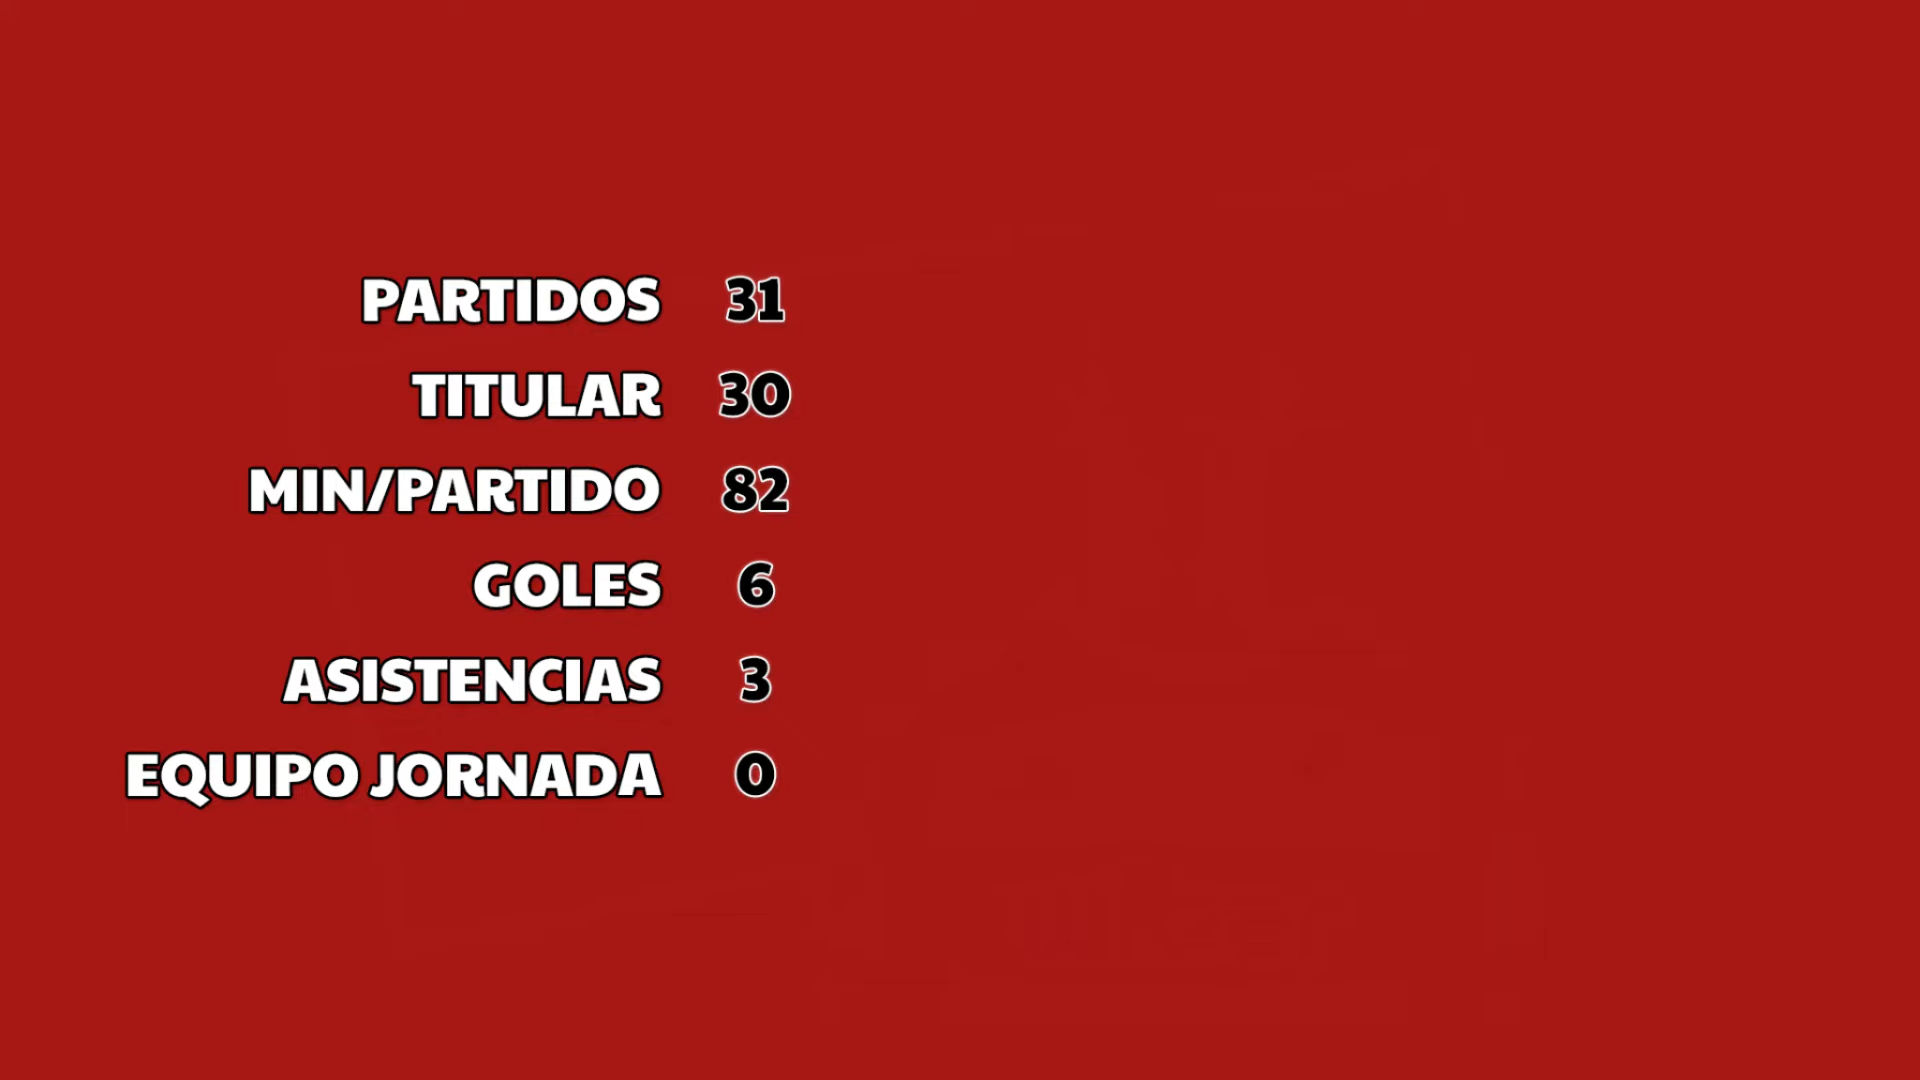 PARTIDOS 31
TITULAR 30
MIN/PARTIDO 82
GOLES 6
ASISTENCIAS 3
EQUIPO JORNADA 0